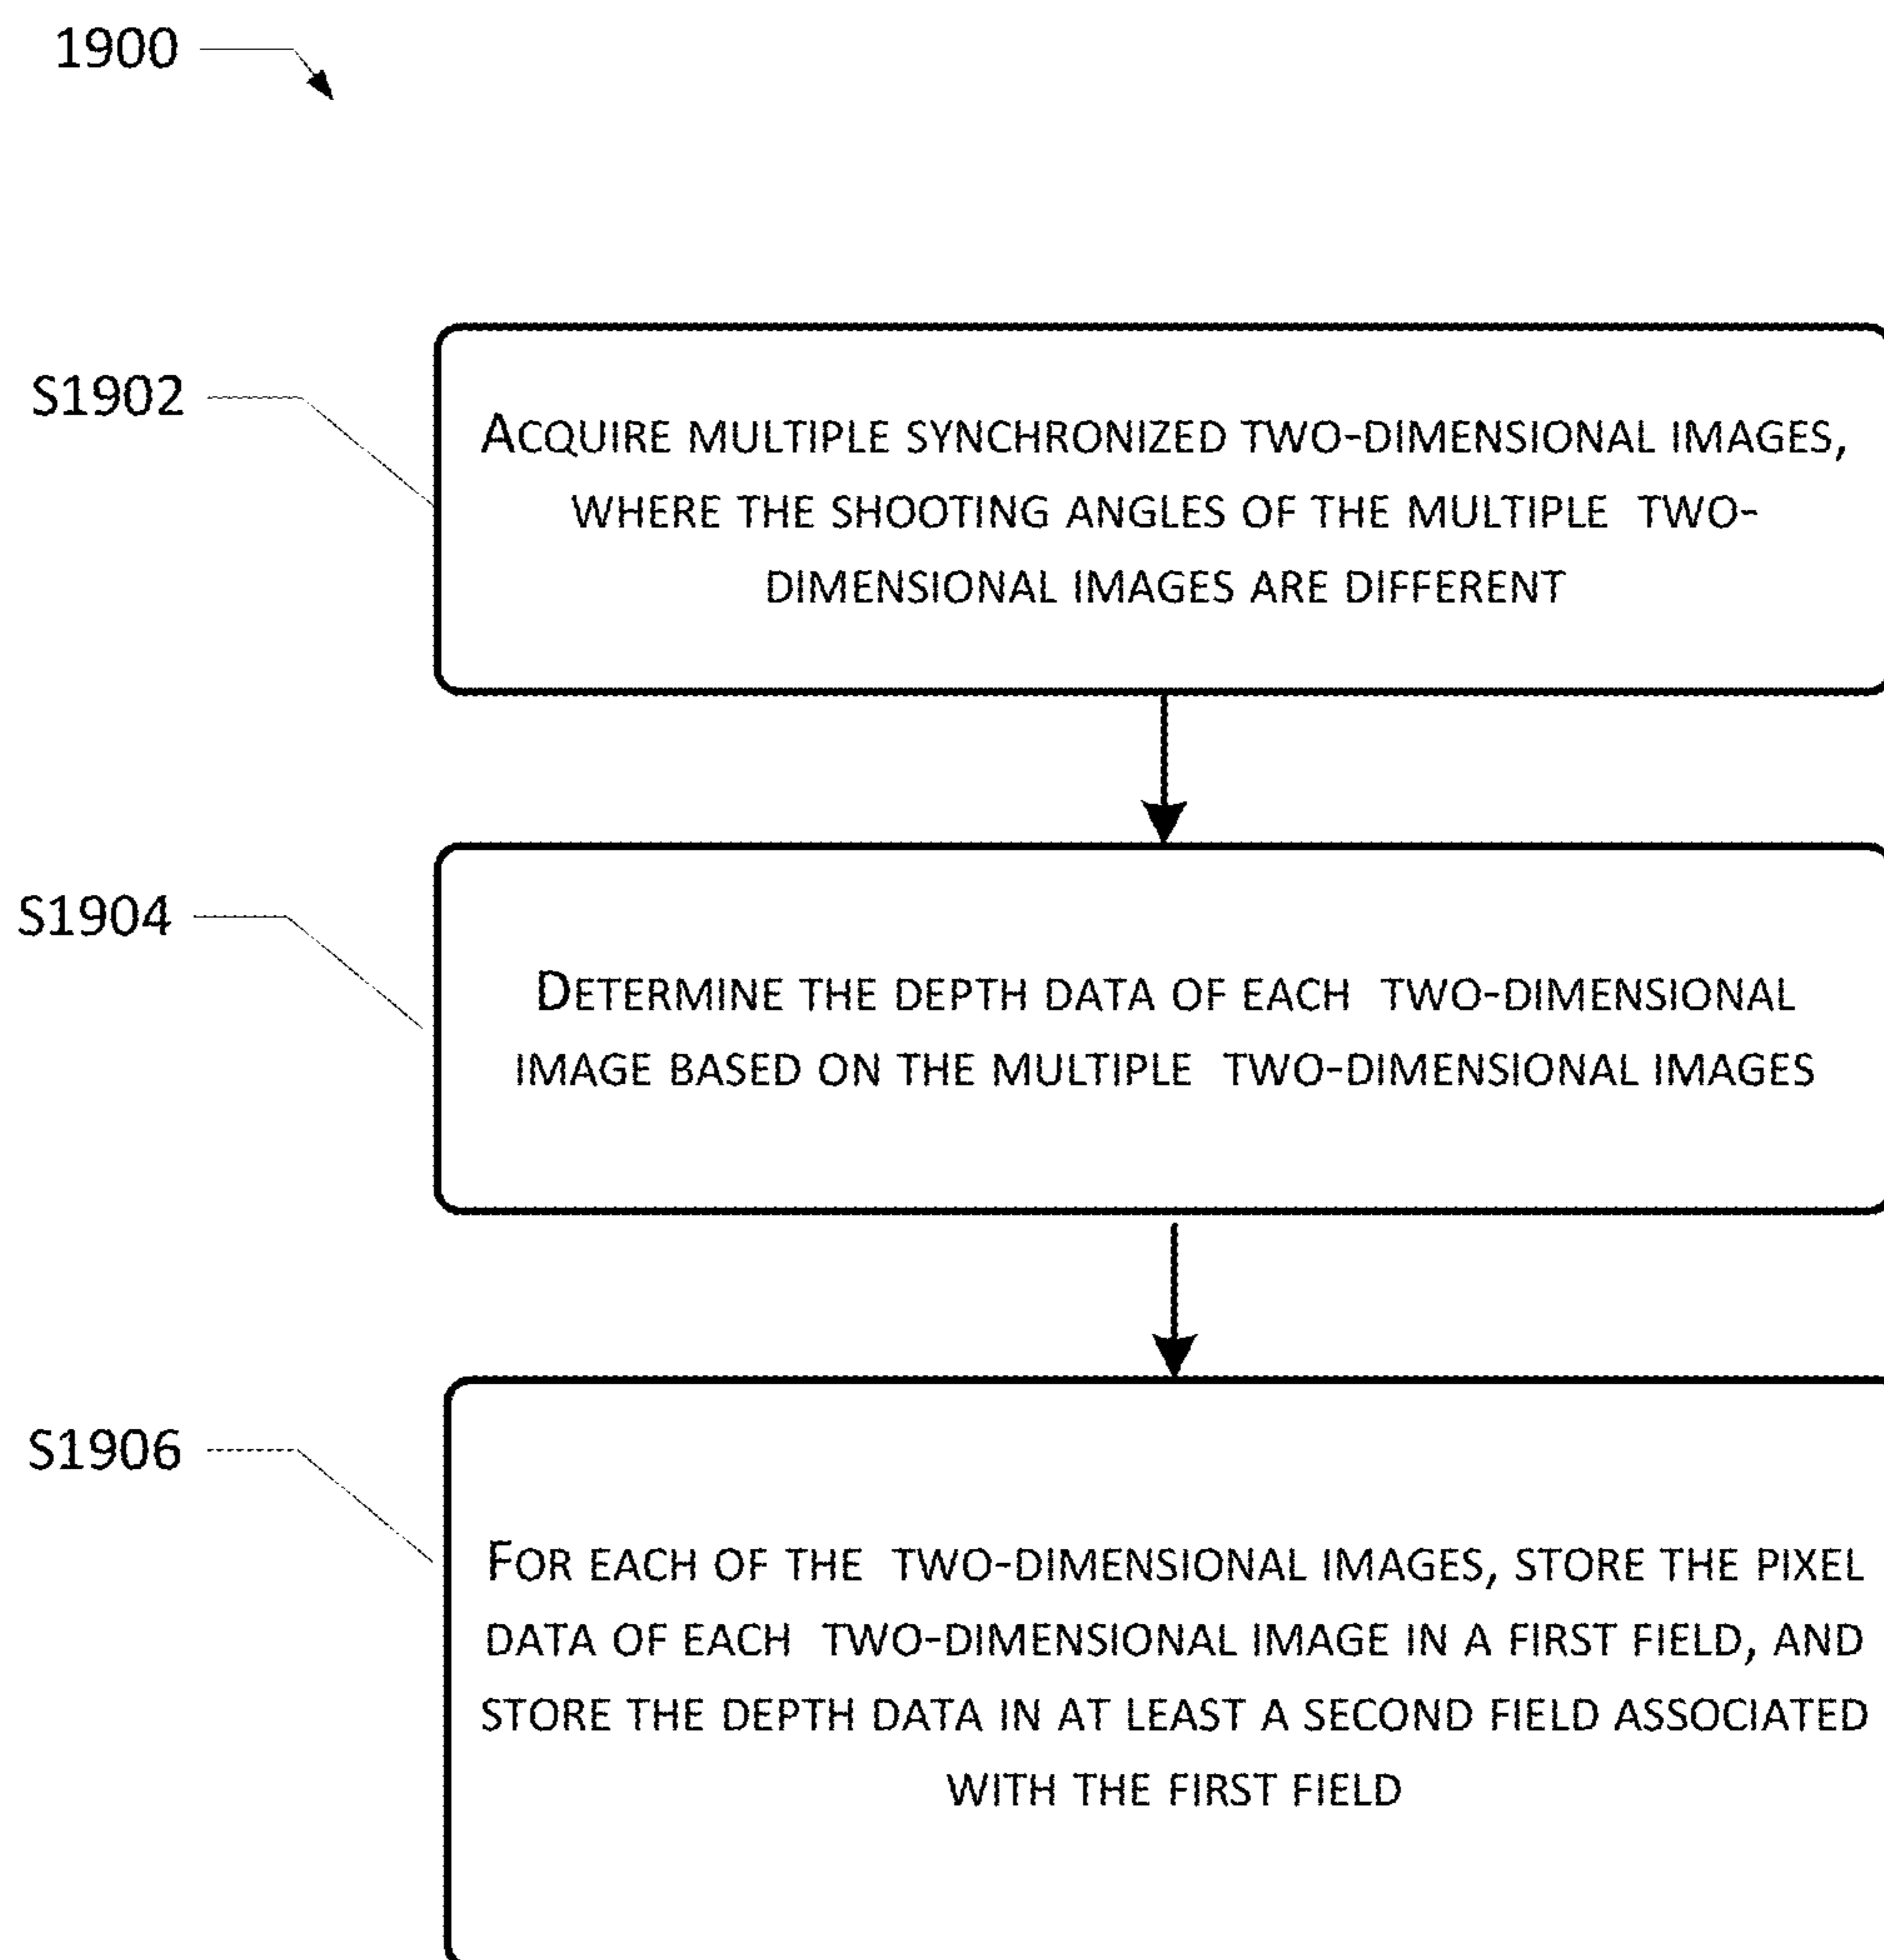 1900
S1902
ACQUIRE MULTIPLE SYNCHRONIZED TWO-DIMENSIONAL IMAGES,
WHERE THE SHOOTING ANGLES OF THE MULTIPLE TWO-
DIMENSIONAL IMAGES ARE DIFFERENT
S1904
DETERMINE THE DEPTH DATA OF EACH TWO-DIMENSIONAL
IMAGE BASED ON THE MULTIPLE TWO-DIMENSIONAL IMAGES
S1906
FOR EACH OF THE TWO-DIMENSIONAL IMAGES, STORE THE PIXEL
DATA OF EACH TWO-DIMENSIONAL IMAGE IN A FIRST FIELD, AND
STORE THE DEPTH DATA IN AT LEAST A SECOND FIELD ASSOCIATED
WITH THE FIRST FIELD